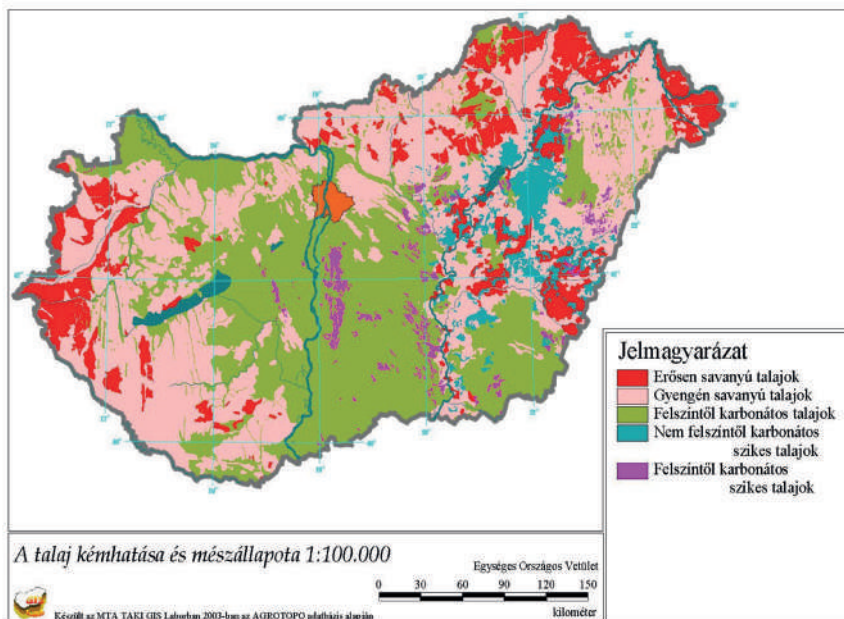 Jelmagyarázat
Erősen savanyú talajok
Gyengén savanyú talajok
Felszíntől karbonátos talajok
Nem felszíntől karbonátos
szikes talajok
Felszíntől karbonátos
szikes talajok
A talaj kémhatása és mészállapota 1:100.000
Egységes Országos Vetület
0 30 60 90 120 150
kilométer
Készült az MTA TAKI GIS Laborban 2003-ban az AGROTOPO adatbázis alapján